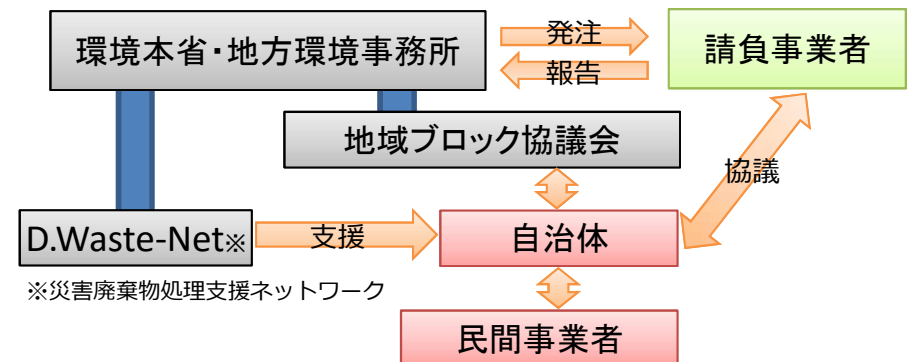 環境本省・地方環境事務所
発注
報告
請負事業者
地域ブロック協議会
協議
D.Waste-Net※
支援
自治体
※災害廃棄物処理支援ネットワーク
民間事業者